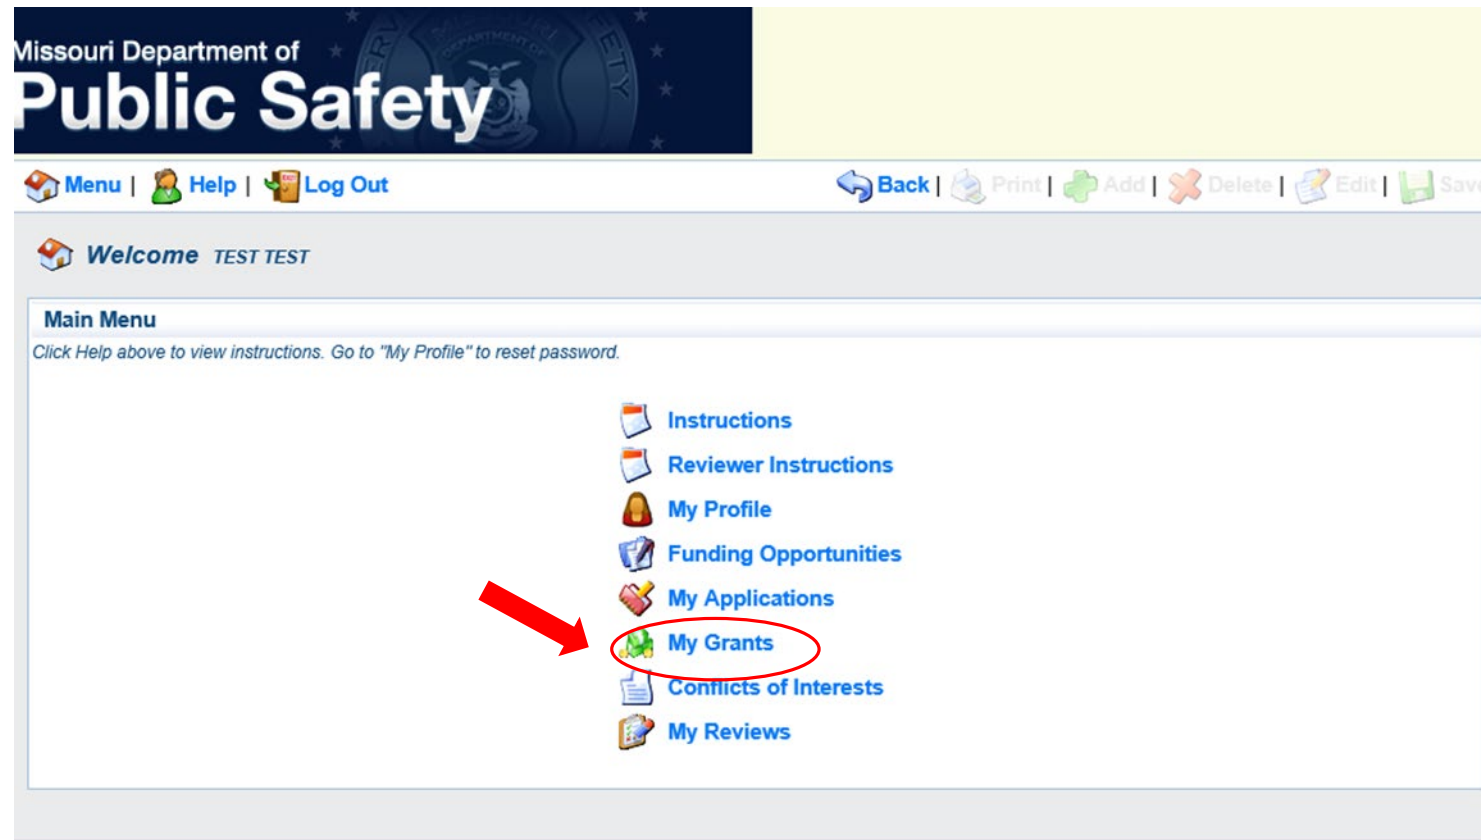 Missouri Department of
Public Safety
Menu | Help | Log Out
Back | Print | Add | Delete | Edit | Save
Welcome TEST TEST
Main Menu
Click Help above to view instructions. Go to "My Profile" to reset password.
Instructions
Reviewer Instructions
My Profile
Funding Opportunities
My Applications
My Grants
Conflicts of Interests
My Reviews